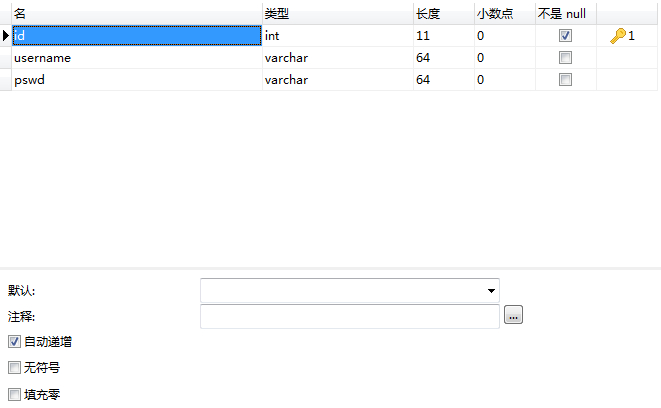 名 类型 长度 小数点 不是 null
id int 11 0 1
username varchar 64 0
pswd varchar 64 0
默认:
注释: ...
自动递增
无符号
填充零